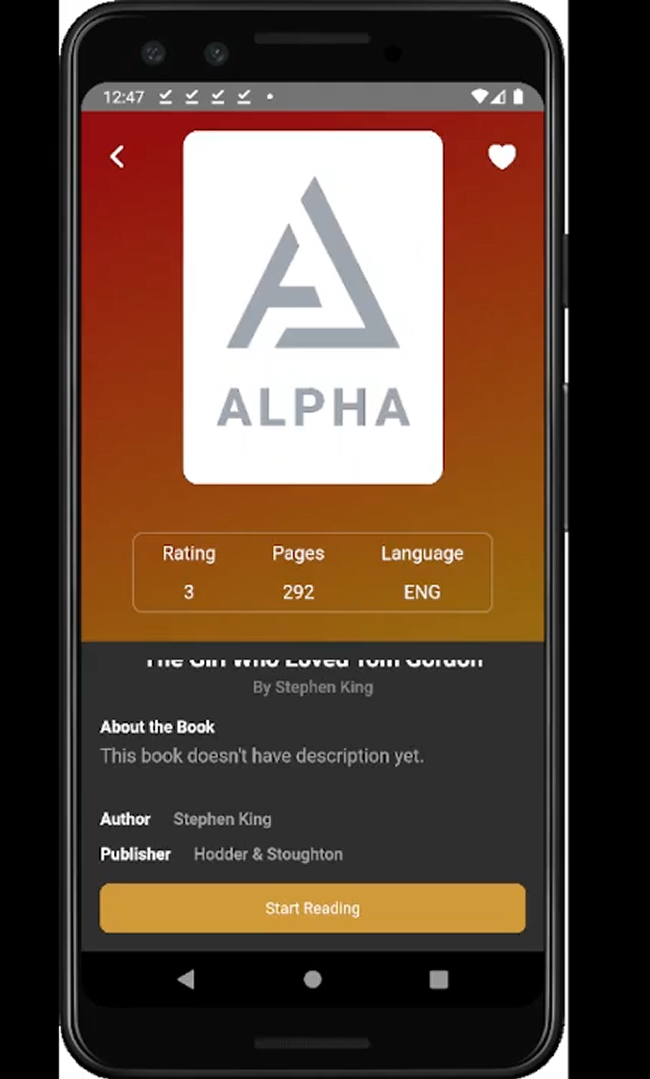 12:47
ALPHA
Rating Pages Language
3 292 ENG
The Girl Who Loved Tom Gordon
By Stephen King
About the Book
This book doesn't have description yet.
Author Stephen King
Publisher Hodder & Stoughton
Start Reading